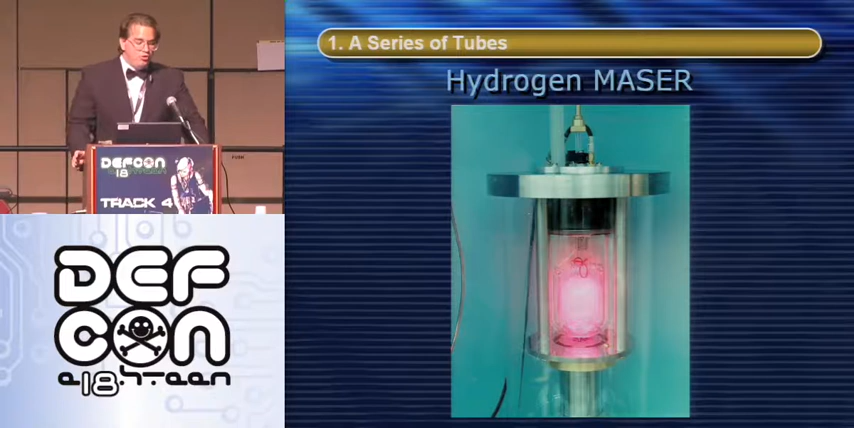 DEFCON
18
TRACK 4
DEF
CON
e18hteen
1. A Series of Tubes
Hydrogen MASER